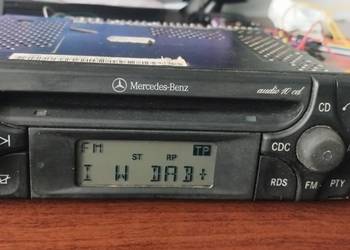 Mercedes-Benz
audio 10 cd
CD
FM
ST RP TP
I W DAB+
CDC
RDS
FM
PTY